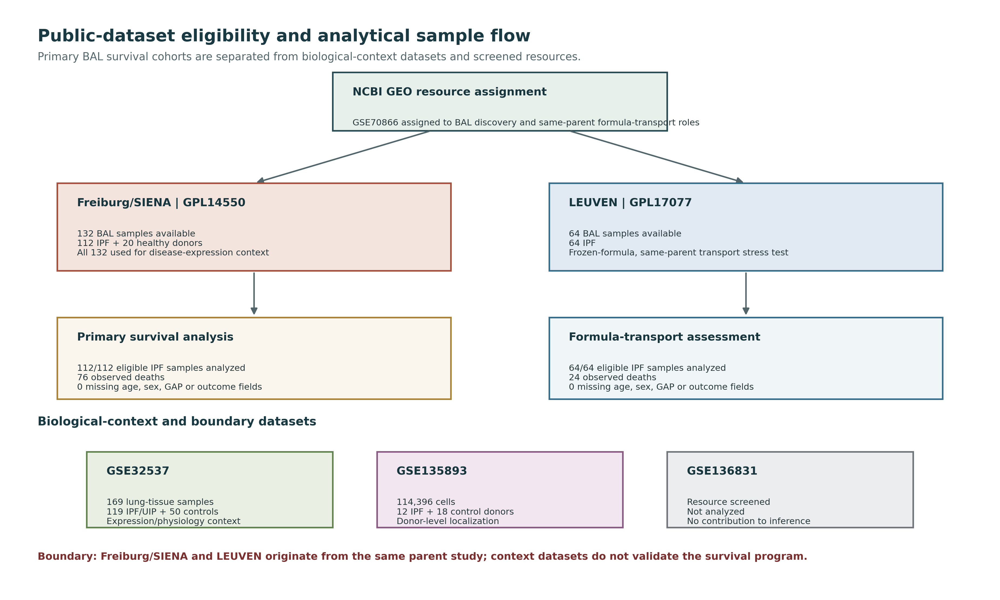 Public-dataset eligibility and analytical sample flow
Primary BAL survival cohorts are separated from biological-context datasets and screened resources.
NCBI GEO resource assignment
GSE70866 assigned to BAL discovery and same-parent formula-transport roles
Freiburg/SIENA | GPL14550
132 BAL samples available
112 IPF + 20 healthy donors
All 132 used for disease-expression context
LEUVEN | GPL17077
64 BAL samples available
64 IPF
Frozen-formula, same-parent transport stress test
Primary survival analysis
112/112 eligible IPF samples analyzed
76 observed deaths
0 missing age, sex, GAP or outcome fields
Formula-transport assessment
64/64 eligible IPF samples analyzed
24 observed deaths
0 missing age, sex, GAP or outcome fields
Biological-context and boundary datasets
GSE32537
169 lung-tissue samples
119 IPF/UIP + 50 controls
Expression/physiology context
GSE135893
114,396 cells
12 IPF + 18 control donors
Donor-level localization
GSE136831
Resource screened
Not analyzed
No contribution to inference
Boundary: Freiburg/SIENA and LEUVEN originate from the same parent study; context datasets do not validate the survival program.